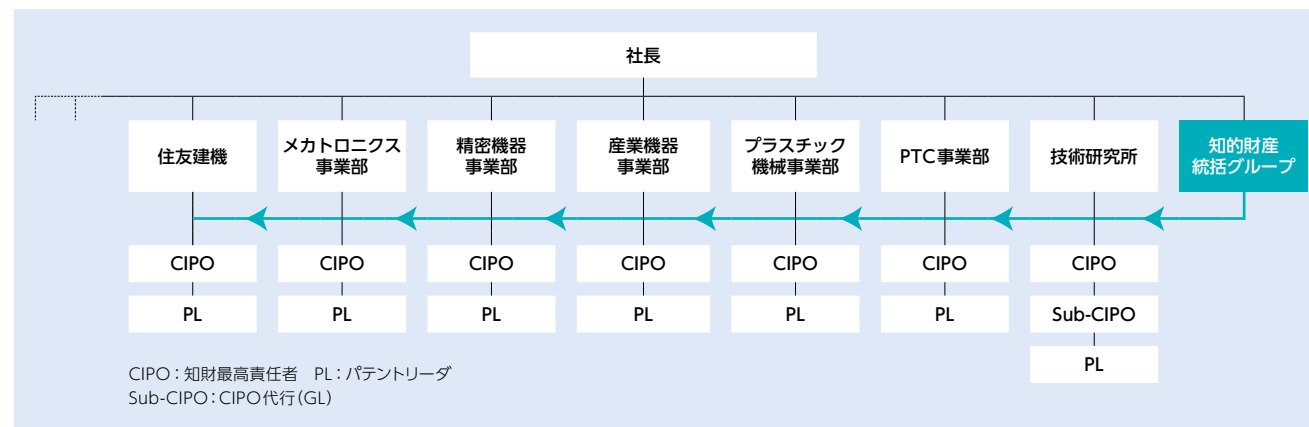 社長
住友建機
メカトロニクス
事業部
精密機器
事業部
産業機器
事業部
プラスチック
機械事業部
PTC事業部
技術研究所
知的財産
統括グループ
CIPO
CIPO
CIPO
CIPO
CIPO
CIPO
CIPO
PL
PL
PL
PL
PL
PL
Sub-CIPO
PL
CIPO：知財最高責任者　PL：パテントリーダ
Sub-CIPO：CIPO代行(GL)